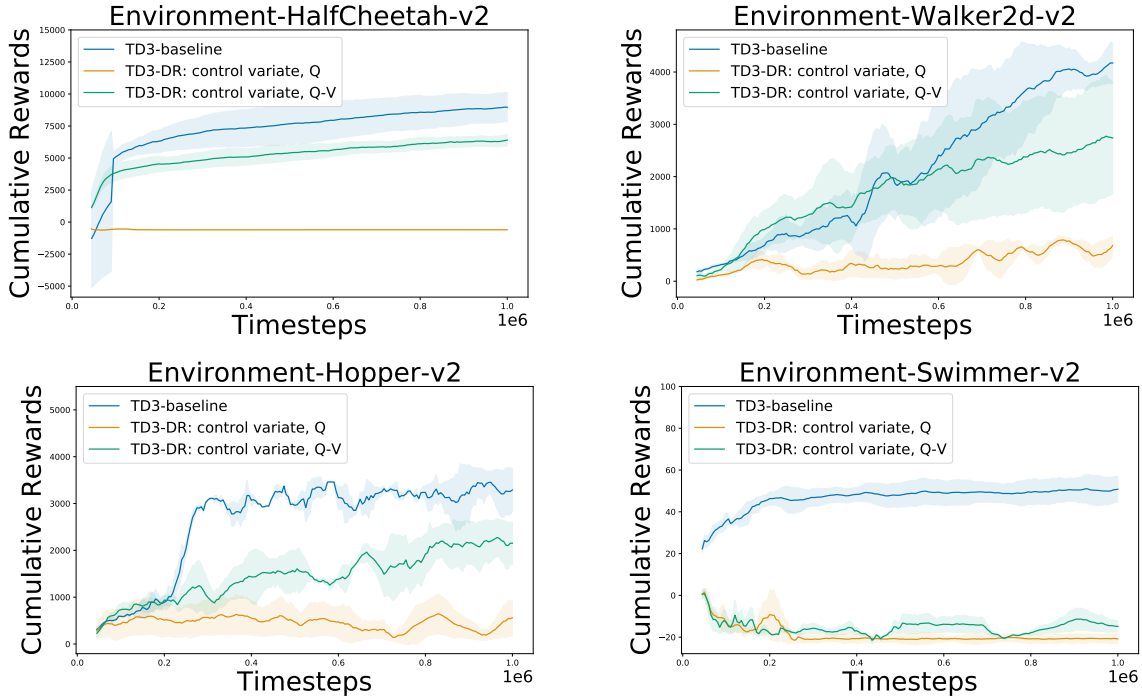 Environment-HalfCheetah-v2
Cumulative Rewards
15000
12500
10000
7500
5000
2500
0
−2500
−5000
TD3-baseline
TD3-DR: control variate, Q
TD3-DR: control variate, Q-V
0.0 0.2 0.4 0.6 0.8 1.0
1e6
Timesteps
Environment-Walker2d-v2
Cumulative Rewards
4000
3000
2000
1000
0
TD3-baseline
TD3-DR: control variate, Q
TD3-DR: control variate, Q-V
0.0 0.2 0.4 0.6 0.8 1.0
1e6
Timesteps
Environment-Hopper-v2
Cumulative Rewards
5000
4000
3000
2000
1000
0
TD3-baseline
TD3-DR: control variate, Q
TD3-DR: control variate, Q-V
0.0 0.2 0.4 0.6 0.8 1.0
1e6
Timesteps
Environment-Swimmer-v2
Cumulative Rewards
100
80
60
40
20
0
−20
TD3-baseline
TD3-DR: control variate, Q
TD3-DR: control variate, Q-V
0.0 0.2 0.4 0.6 0.8 1.0
1e6
Timesteps